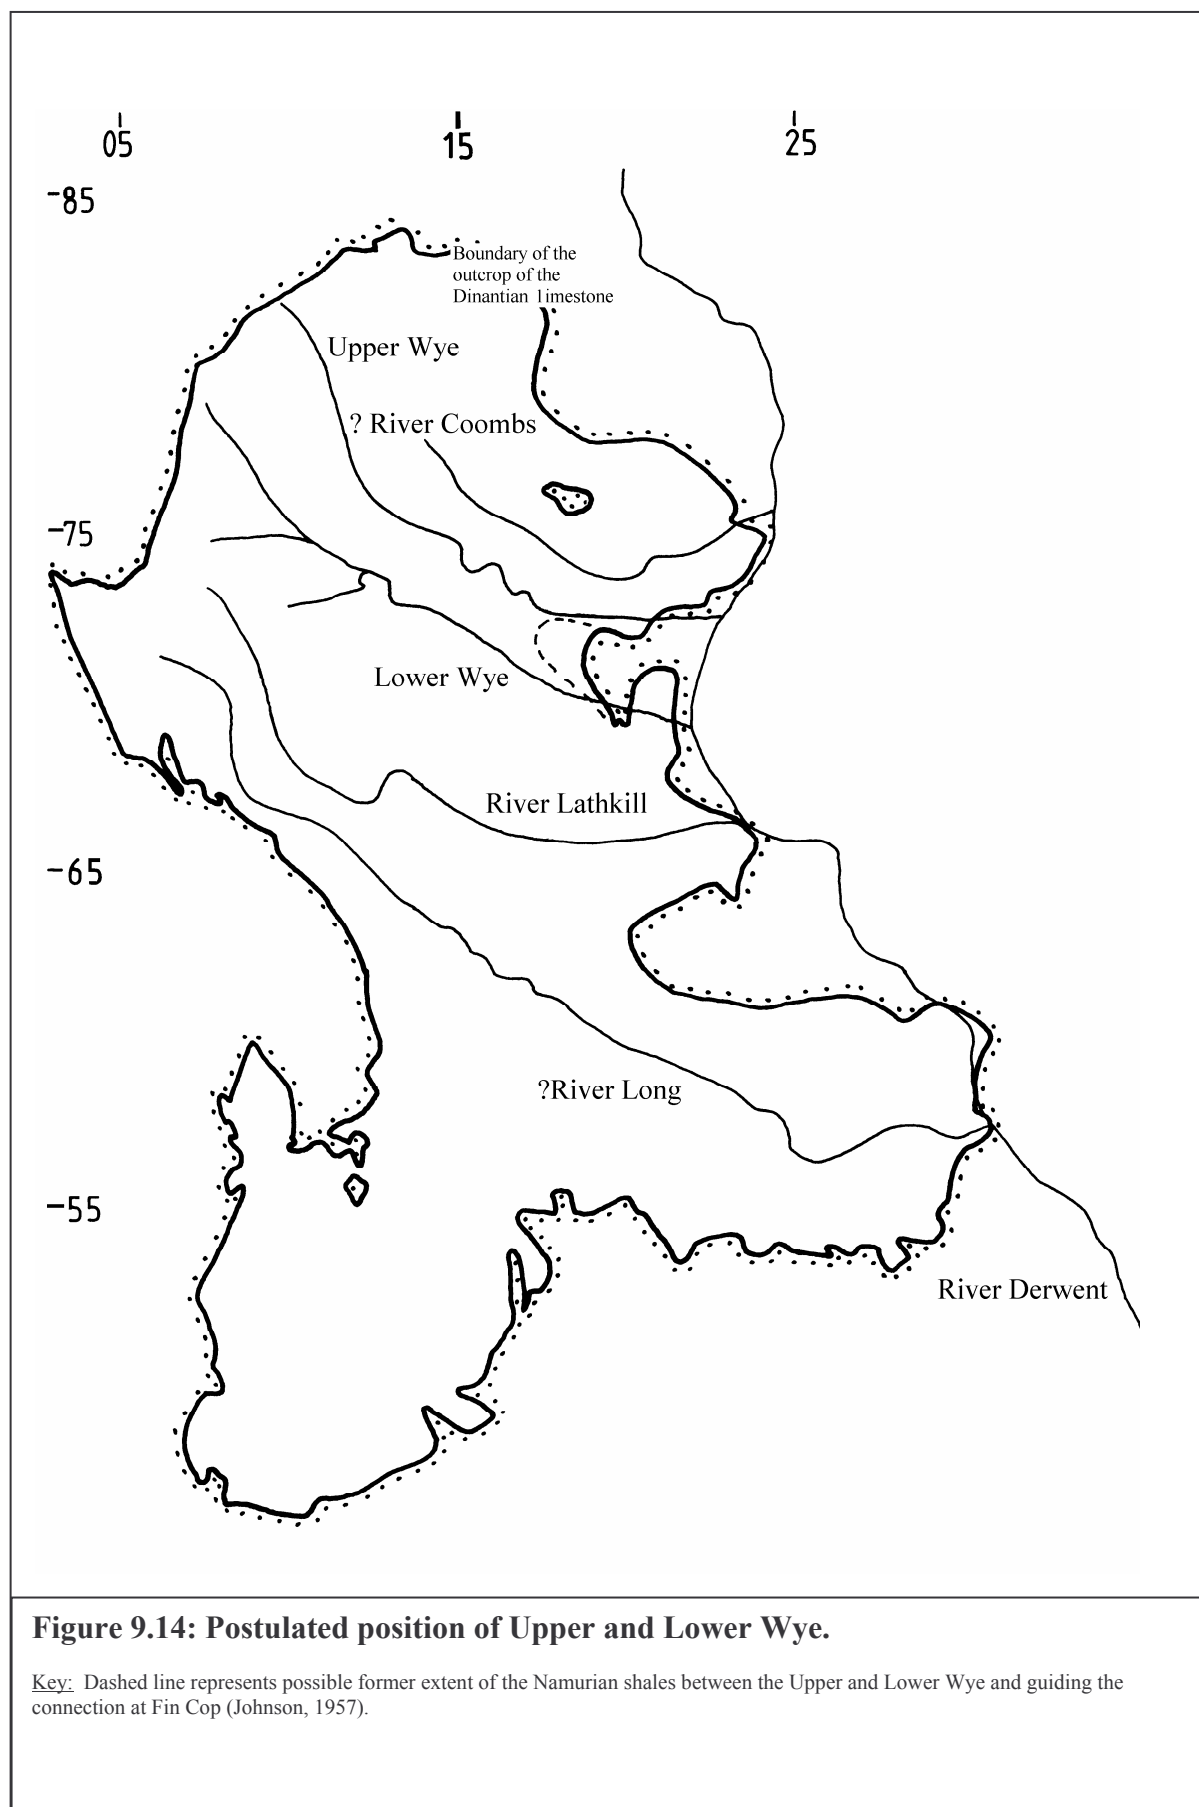 05
15
25
-85
Boundary of the
outcrop of the
Dinantian limestone
Upper Wye
? River Coombs
-75
Lower Wye
River Lathkill
-65
?River Long
-55
River Derwent
Figure 9.14: Postulated position of Upper and Lower Wye.
Key: Dashed line represents possible former extent of the Namurian shales between the Upper and Lower Wye and guiding the
connection at Fin Cop (Johnson, 1957).